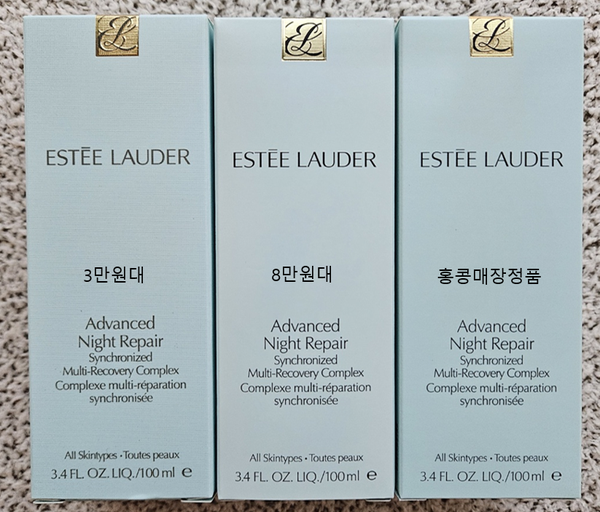 EL
ESTĒE LAUDER
3만원대
Advanced
Night Repair
Synchronized
Multi-Recovery Complex
Complexe multi-réparation
synchronisée
All Skintypes • Toutes peaux
3.4 FL. OZ. LIQ./100 ml ℮
EL
ESTĒE LAUDER
8만원대
Advanced
Night Repair
Synchronized
Multi-Recovery Complex
Complexe multi-réparation
synchronisée
All Skintypes • Toutes peaux
3.4 FL. OZ. LIQ./100 ml ℮
EL
ESTĒE LAUDER
홍콩매장정품
Advanced
Night Repair
Synchronized
Multi-Recovery Complex
Complexe multi-réparation
synchronisée
All Skintypes • Toutes peaux
3.4 FL. OZ. LIQ./100 ml ℮